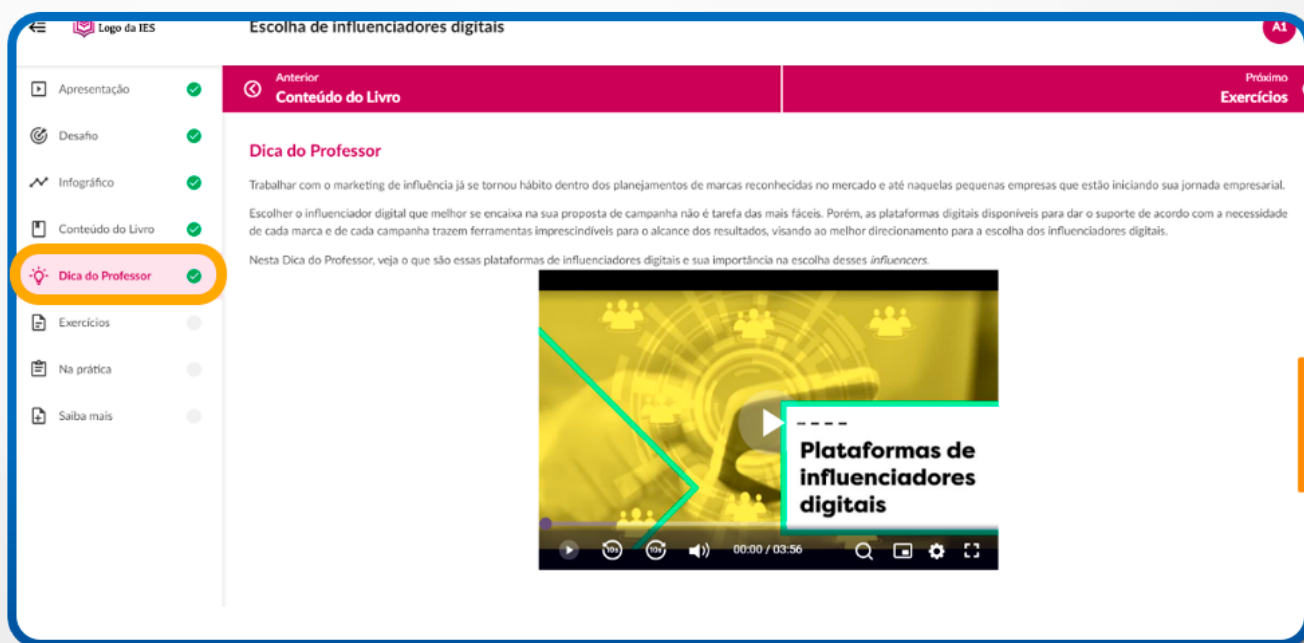 Logo da IES
Escolha de influenciadores digitais
A1
Apresentação
Desafio
Infográfico
Conteúdo do Livro
Dica do Professor
Exercícios
Na prática
Saiba mais
Anterior
Conteúdo do Livro
Próximo
Exercícios
Dica do Professor
Trabalhar com o marketing de influência já se tornou hábito dentro dos planejamentos de marcas reconhecidas no mercado e até naquelas pequenas empresas que estão iniciando sua jornada empresarial.
Escolher o influenciador digital que melhor se encaixa na sua proposta de campanha não é tarefa das mais fáceis. Porém, as plataformas digitais disponíveis para dar o suporte de acordo com a necessidade
de cada marca e de cada campanha trazem ferramentas imprescindíveis para o alcance dos resultados, visando ao melhor direcionamento para a escolha dos influenciadores digitais.
Nesta Dica do Professor, veja o que são essas plataformas de influenciadores digitais e sua importância na escolha desses influencers.
Plataformas de
influenciadores
digitais
10s
10s
00:00 / 03:56